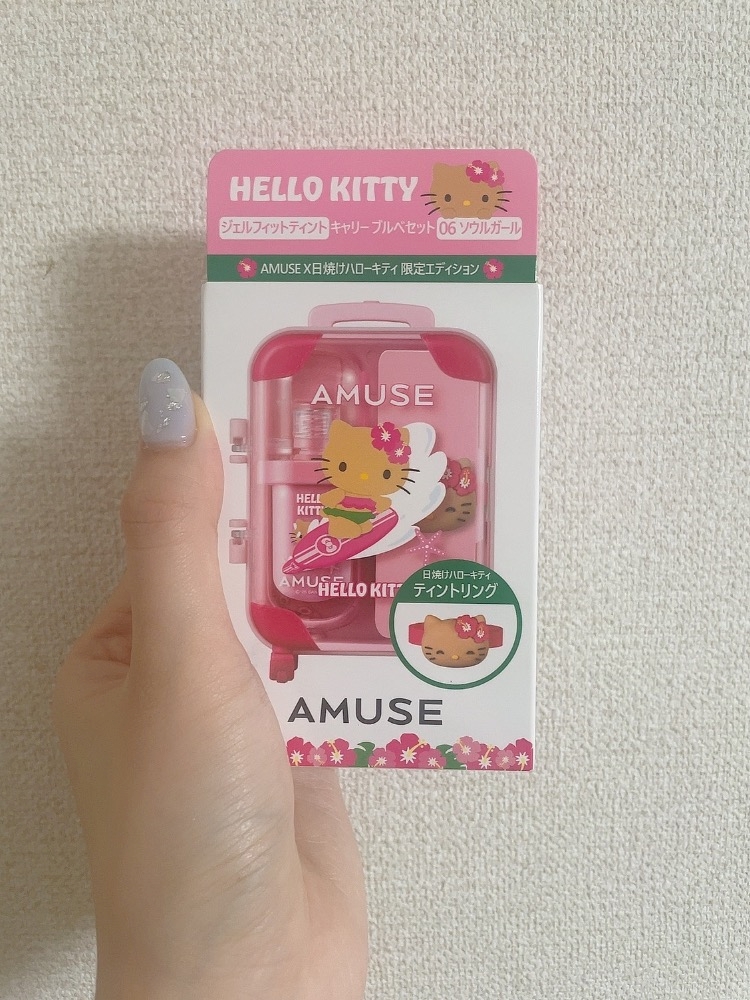 HELLO KITTY
ジェルフィットティント キャリー ブルベセット 06 ソウルガール
AMUSE X日焼けハローキティ 限定エディション
AMUSE
HELLO KITTY
AMUSE
HELLO KITT
日焼けハローキティ
ティントリング
AMUSE